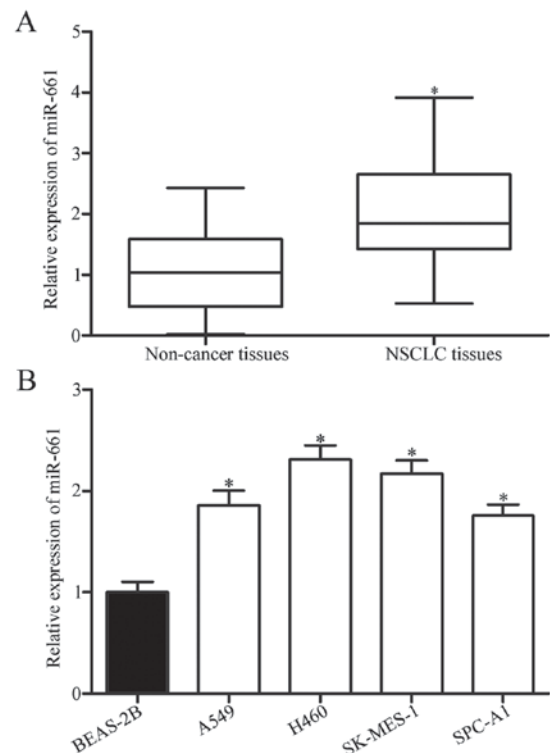 A
Relative expression of miR-661
5
4
3
2
1
0
*
Non-cancer tissues
NSCLC tissues
B
Relative expression of miR-661
3
2
1
0
*
*
*
*
BEAS-2B
A549
H460
SK-MES-1
SPC-A1